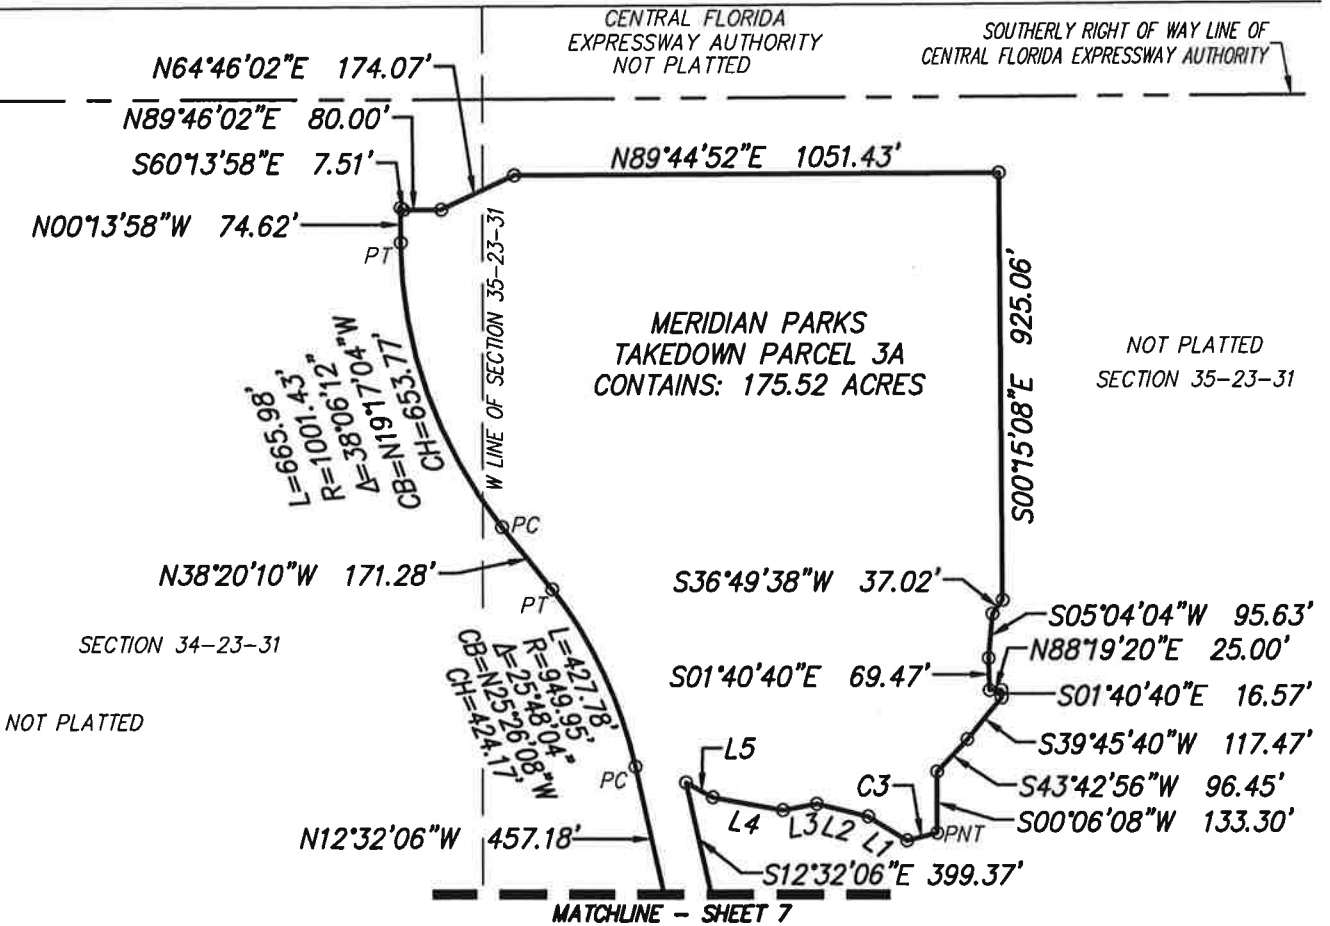 CENTRAL FLORIDA
EXPRESSWAY AUTHORITY
NOT PLATTED
SOUTHERLY RIGHT OF WAY LINE OF
CENTRAL FLORIDA EXPRESSWAY AUTHORITY
N64°46'02"E 174.07'
N89°46'02"E 80.00'
S60°13'58"E 7.51'
N00°13'58"W 74.62'
PT
N89°44'52"E 1051.43'
W LINE OF SECTION 35-23-31
MERIDIAN PARKS
TAKEDOWN PARCEL 3A
CONTAINS: 175.52 ACRES
S00°15'08"E 925.06'
NOT PLATTED
SECTION 35-23-31
L=665.98'
R=1001.43'
Δ=38°06'12"
CB=N19°17'04"W
CH=653.77'
PC
N38°20'10"W 171.28'
PT
SECTION 34-23-31
NOT PLATTED
L=427.78'
R=949.95'
Δ=25°48'04"
CB=N25°26'08"W
CH=424.17'
PC
N12°32'06"W 457.18'
S36°49'38"W 37.02'
S05°04'04"W 95.63'
N88°19'20"E 25.00'
S01°40'40"E 69.47'
S01°40'40"E 16.57'
S39°45'40"W 117.47'
S43°42'56"W 96.45'
S00°06'08"W 133.30'
PNT
C3
L5
L4
L3
L2
L1
S12°32'06"E 399.37'
MATCHLINE - SHEET 7